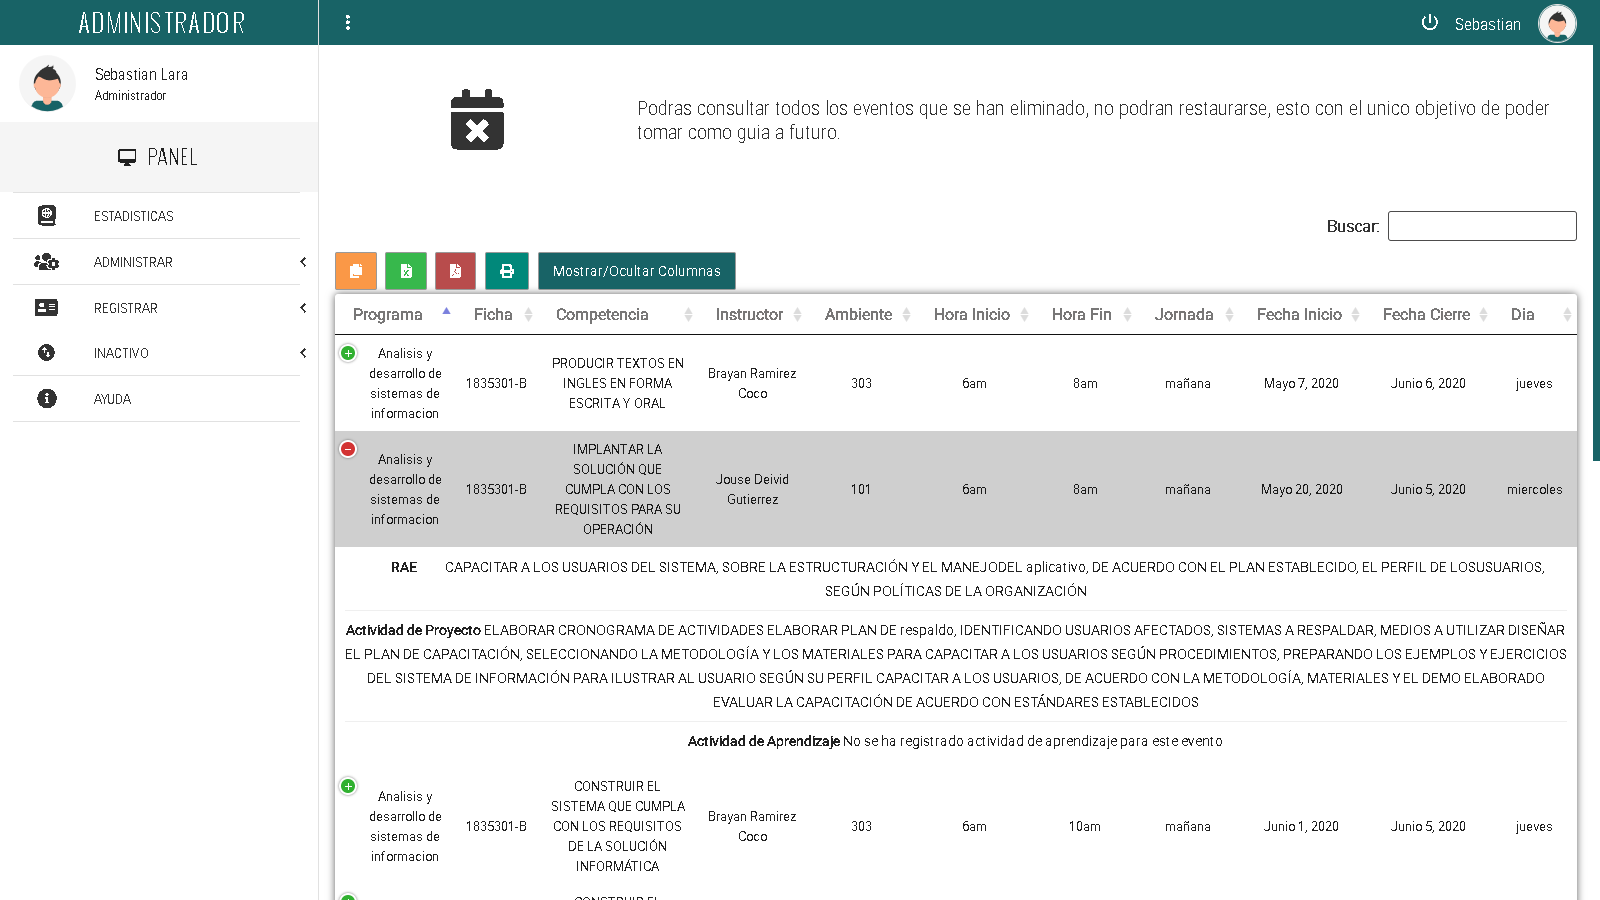 ADMINISTRADOR
Sebastian
Sebastian Lara
Administrador
PANEL
ESTADISTICAS
ADMINISTRAR
REGISTRAR
INACTIVO
AYUDA
Podras consultar todos los eventos que se han eliminado, no podran restaurarse, esto con el unico objetivo de poder
tomar como guia a futuro.
Buscar:
Mostrar/Ocultar Columnas
Programa Ficha Competencia Instructor Ambiente Hora Inicio Hora Fin Jornada Fecha Inicio Fecha Cierre Dia
Analisis y
desarrollo de
sistemas de
informacion
1835301-B
PRODUCIR TEXTOS EN
INGLES EN FORMA
ESCRITA Y ORAL
Brayan Ramirez
Coco
303 6am 8am mañana Mayo 7, 2020 Junio 6, 2020 jueves
Analisis y
desarrollo de
sistemas de
informacion
1835301-B
IMPLANTAR LA
SOLUCIÓN QUE
CUMPLA CON LOS
REQUISITOS PARA SU
OPERACIÓN
Jouse Deivid
Gutierrez
101 6am 8am mañana Mayo 20, 2020 Junio 5, 2020 miercoles
RAE CAPACITAR A LOS USUARIOS DEL SISTEMA, SOBRE LA ESTRUCTURACIÓN Y EL MANEJODEL aplicativo, DE ACUERDO CON EL PLAN ESTABLECIDO, EL PERFIL DE LOSUSUARIOS,
SEGÚN POLÍTICAS DE LA ORGANIZACIÓN
Actividad de Proyecto ELABORAR CRONOGRAMA DE ACTIVIDADES ELABORAR PLAN DE respaldo, IDENTIFICANDO USUARIOS AFECTADOS, SISTEMAS A RESPALDAR, MEDIOS A UTILIZAR DISEÑAR
EL PLAN DE CAPACITACIÓN, SELECCIONANDO LA METODOLOGÍA Y LOS MATERIALES PARA CAPACITAR A LOS USUARIOS SEGÚN PROCEDIMIENTOS, PREPARANDO LOS EJEMPLOS Y EJERCICIOS
DEL SISTEMA DE INFORMACIÓN PARA ILUSTRAR AL USUARIO SEGÚN SU PERFIL CAPACITAR A LOS USUARIOS, DE ACUERDO CON LA METODOLOGÍA, MATERIALES Y EL DEMO ELABORADO
EVALUAR LA CAPACITACIÓN DE ACUERDO CON ESTÁNDARES ESTABLECIDOS
Actividad de Aprendizaje No se ha registrado actividad de aprendizaje para este evento
Analisis y
desarrollo de
sistemas de
informacion
1835301-B
CONSTRUIR EL
SISTEMA QUE CUMPLA
CON LOS REQUISITOS
DE LA SOLUCIÓN
INFORMÁTICA
Brayan Ramirez
Coco
303 6am 10am mañana Junio 1, 2020 Junio 5, 2020 jueves
CONSTRUIR EL